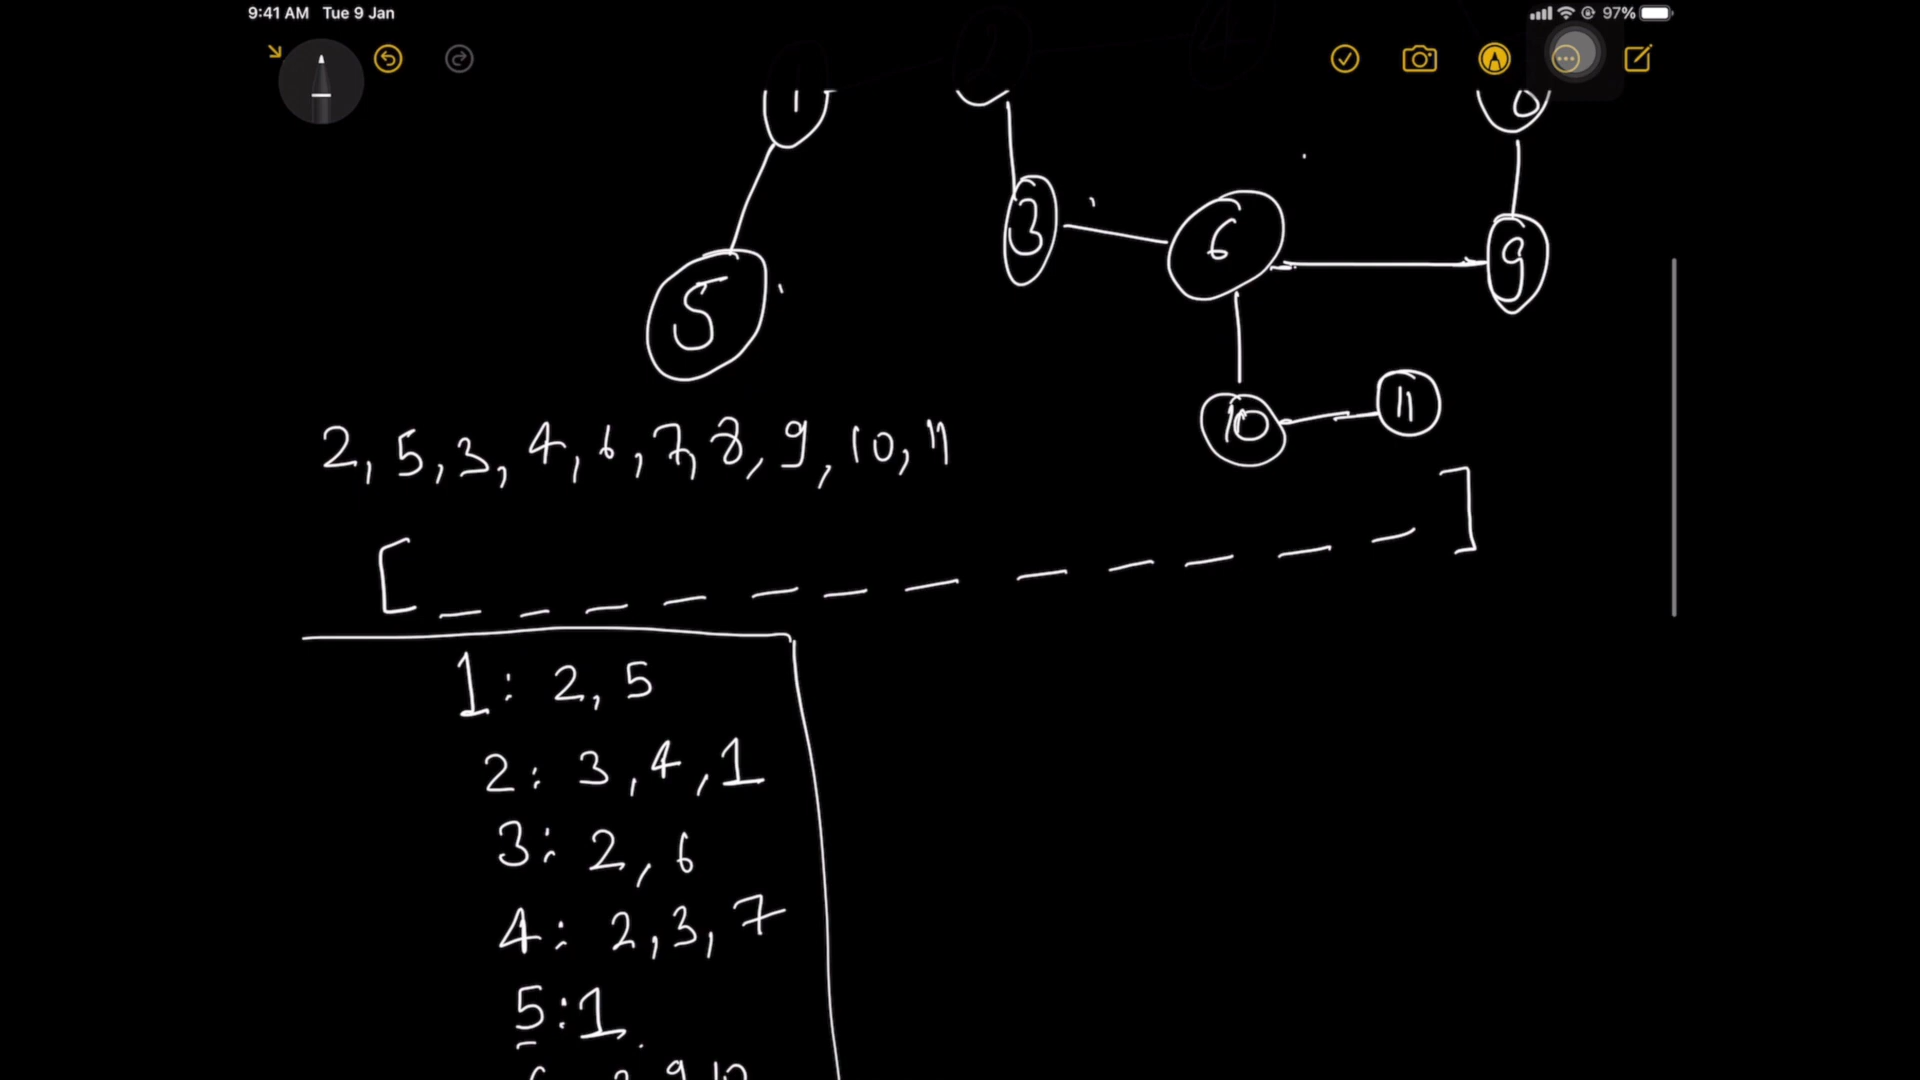 9:41 AM Tue 9 Jan 97%
1 2 4
3 6 9
5
10 11
2, 5, 3, 4, 6, 7, 8, 9, 10, 11
[ _ _ _ _ _ _ _ _ _ _ _ _ ]
1: 2, 5
2: 3, 4, 1
3: 2, 6
4: 2, 3, 7
5: 1